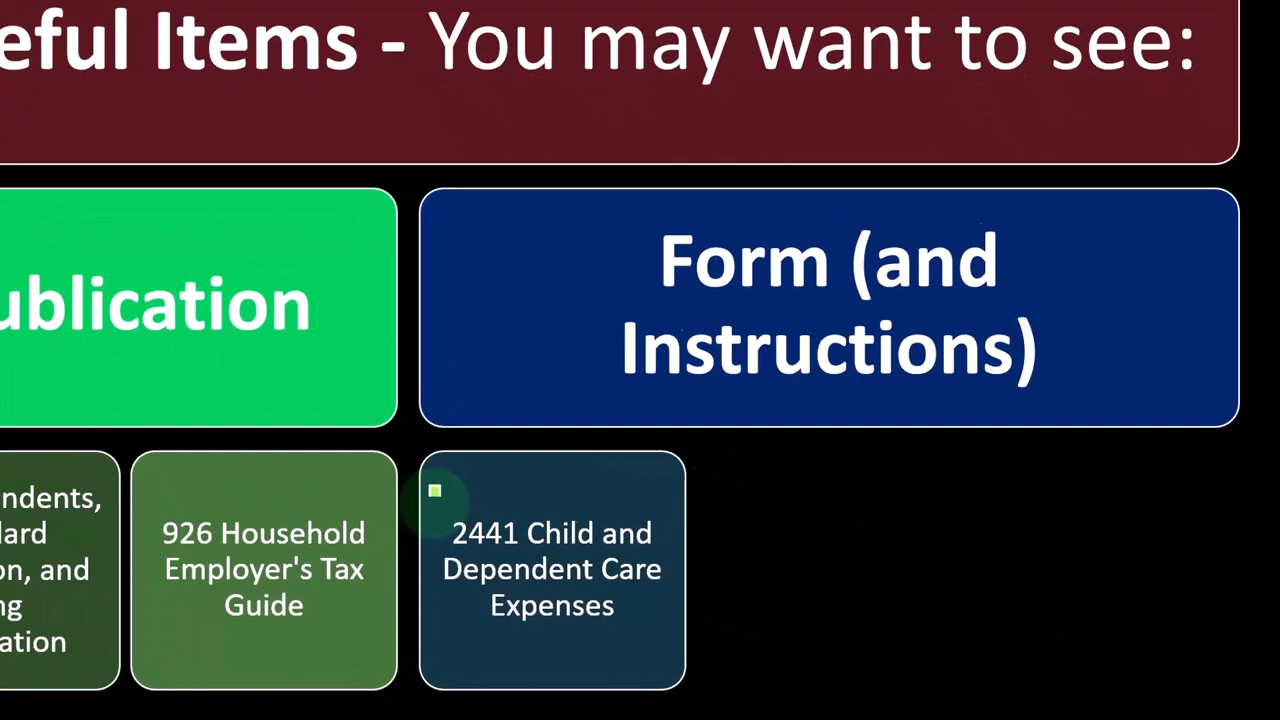 eful Items - You may want to see:
ublication
Form (and
Instructions)
ndents,
lard
on, and
ng
ation
926 Household
Employer's Tax
Guide
2441 Child and
Dependent Care
Expenses